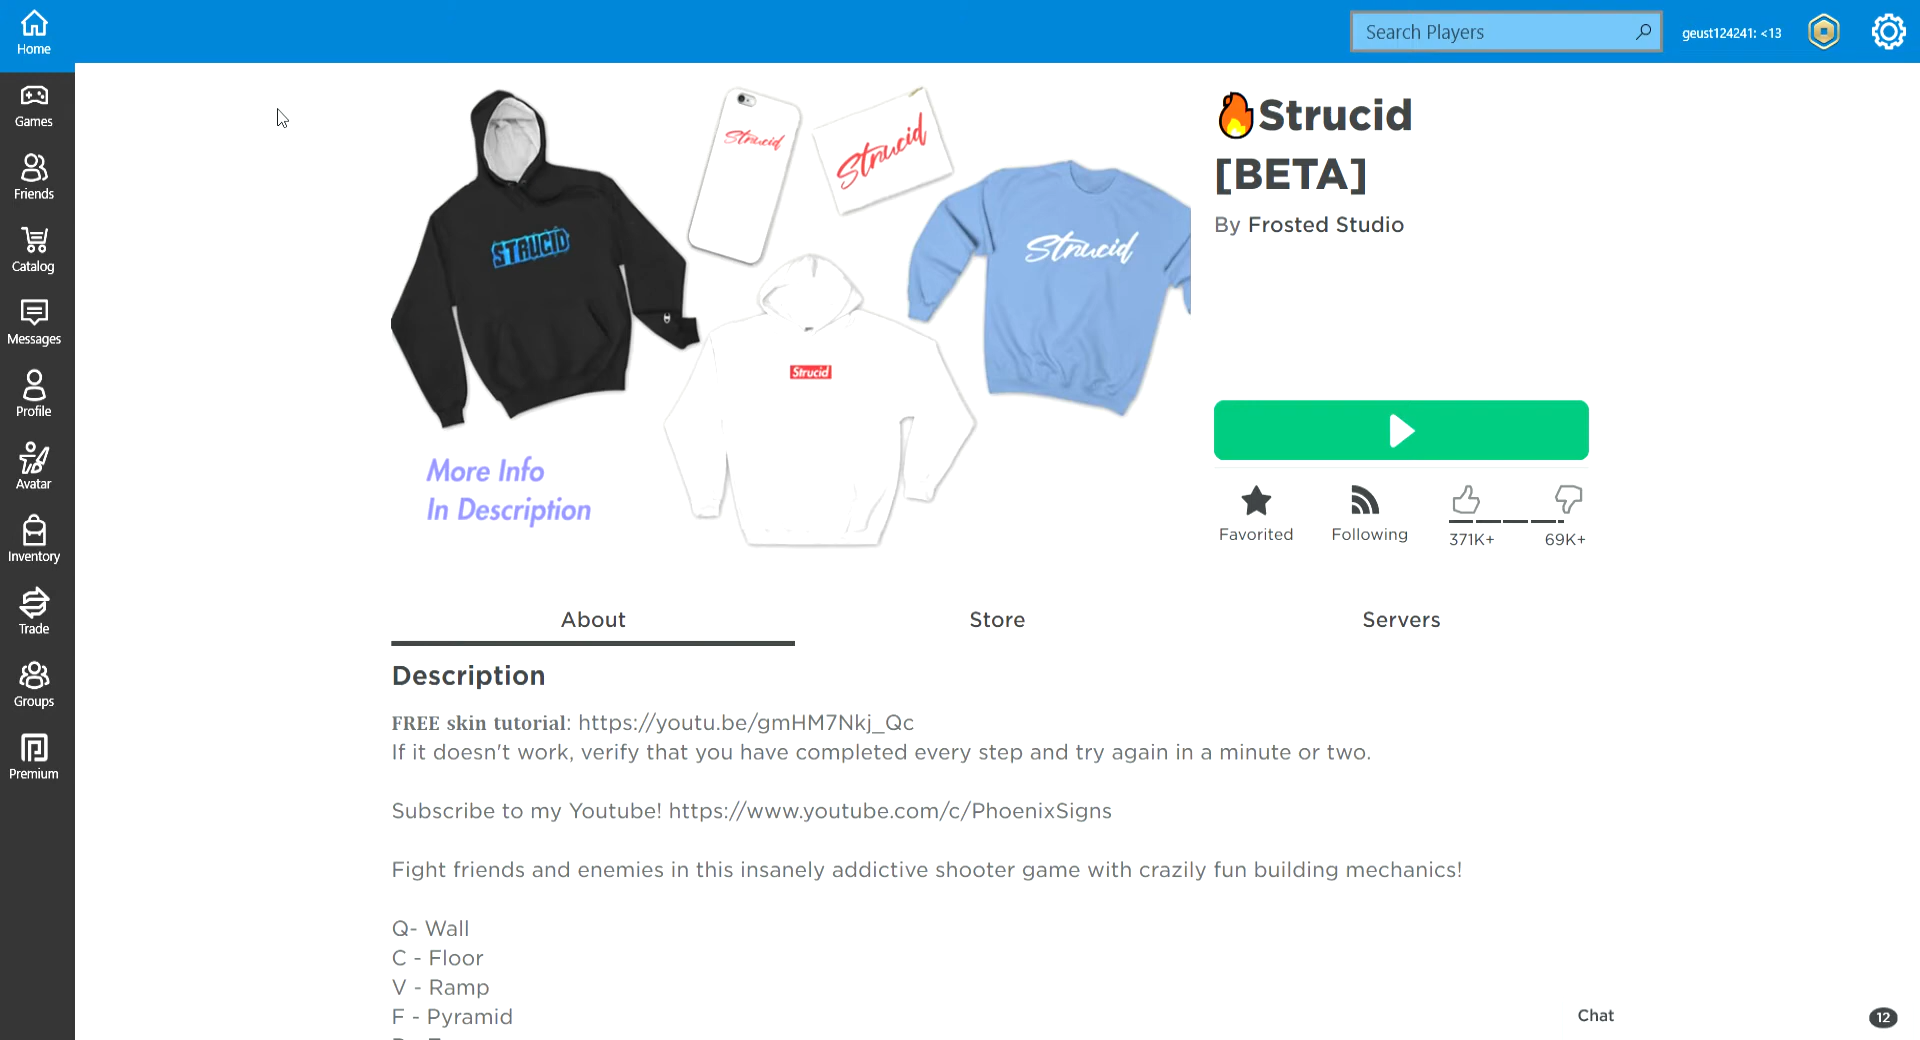 Home
Search Players
geust124241: <13
Games
Friends
Catalog
Messages
Profile
Avatar
Inventory
Trade
Groups
Premium
STRUCID
Strucid
Strucid
Strucid
Strucid
More Info
In Description
Strucid
[BETA]
By Frosted Studio
Favorited
Following
371K+
69K+
About
Store
Servers
Description
FREE skin tutorial: https://youtu.be/gmHM7Nkj_Qc
If it doesn't work, verify that you have completed every step and try again in a minute or two.
Subscribe to my Youtube! https://www.youtube.com/c/PhoenixSigns
Fight friends and enemies in this insanely addictive shooter game with crazily fun building mechanics!
Q- Wall
C - Floor
V - Ramp
F - Pyramid
Chat
12